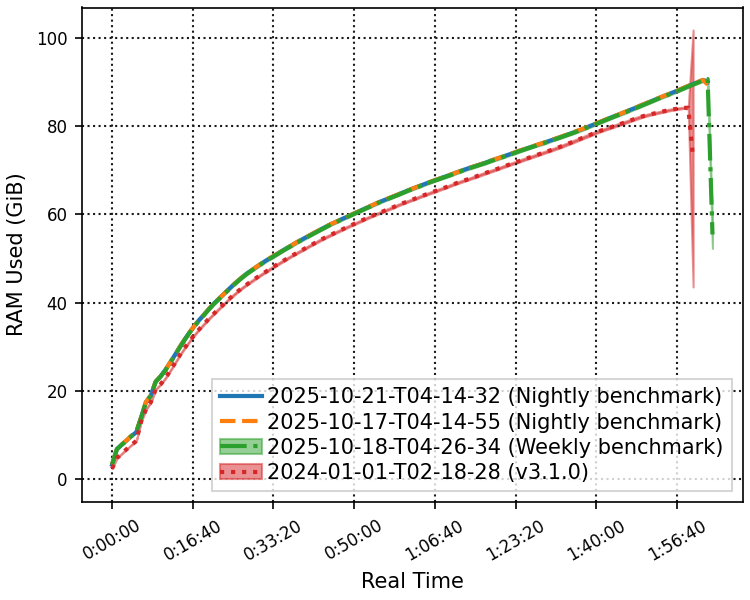 100
80
60
40
20
0
RAM Used (GiB)
2025-10-21-T04-14-32 (Nightly benchmark)
2025-10-17-T04-14-55 (Nightly benchmark)
2025-10-18-T04-26-34 (Weekly benchmark)
2024-01-01-T02-18-28 (v3.1.0)
0:00:00 0:16:40 0:33:20 0:50:00 1:06:40 1:23:20 1:40:00 1:56:40
Real Time